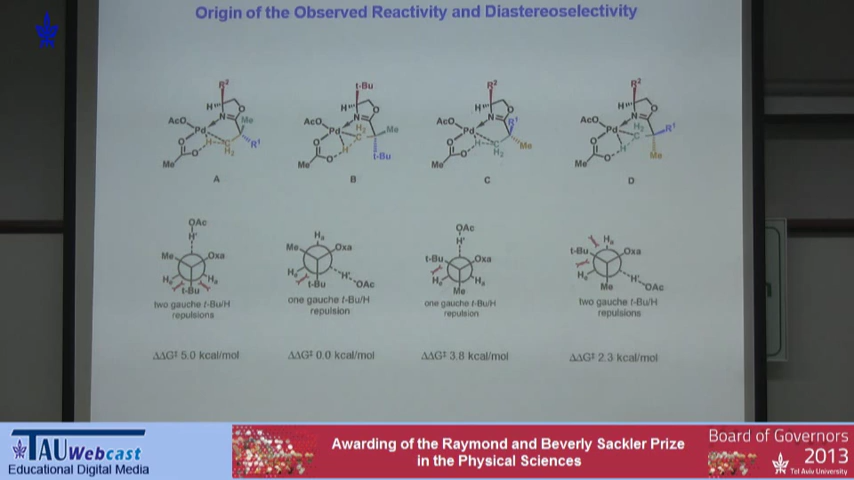 Origin of the Observed Reactivity and Diastereoselectivity
R² t-Bu R² R²
H O H O H O H O
AcO N Me AcO N H₂ Me AcO N R¹ AcO N H₂ R¹
Pd C Pd C Pd C Pd C
O H H₂ R¹ O H t-Bu O H H₂ Me O H Me
Me O Me O Me O Me O
A B C D
OAc Hₐ OAc Hₐ
H Me Oxa H t-Bu Oxa
Me Oxa H t-Bu H OAc t-Bu Oxa H Me H OAc
H t-Bu Hₐ H Me Hₐ
two gauche t-Bu/H repulsions
one gauche t-Bu/H repulsion
one gauche t-Bu/H repulsion
two gauche t-Bu/H repulsions
ΔΔG‡ 5.0 kcal/mol ΔΔG‡ 0.0 kcal/mol ΔΔG‡ 3.8 kcal/mol ΔΔG‡ 2.3 kcal/mol
TAU Webcast
Educational Digital Media
Awarding of the Raymond and Beverly Sackler Prize
in the Physical Sciences
Board of Governors
2013
Tel Aviv University